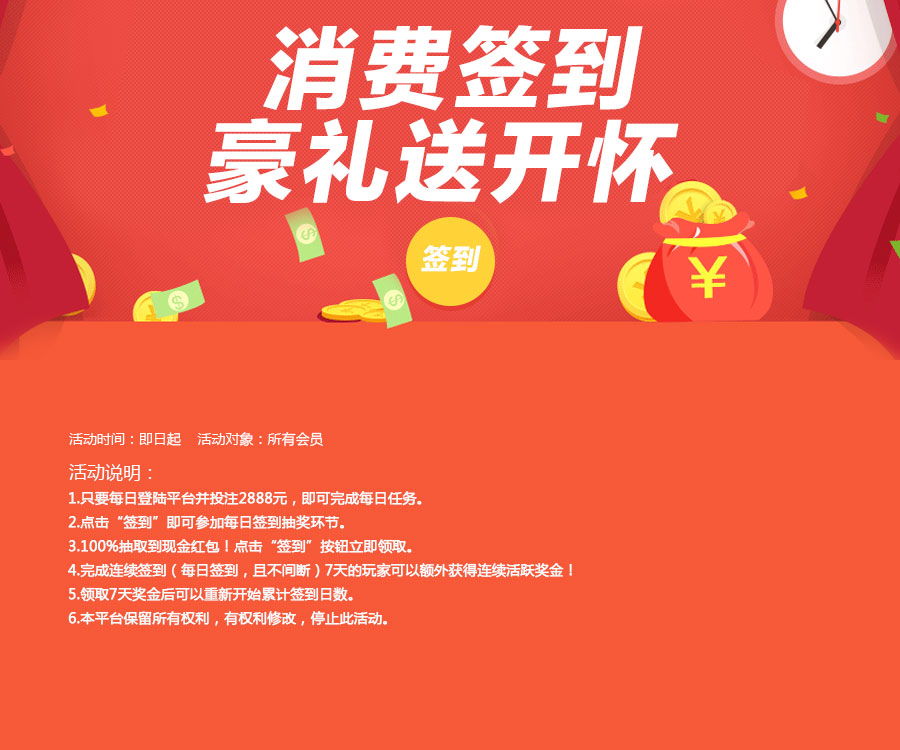 消费签到
豪礼送开怀
签到
¥
活动时间：即日起 活动对象：所有会员
活动说明：
1.只要每日登陆平台并投注2888元，即可完成每日任务。
2.点击“签到”即可参加每日签到抽奖环节。
3.100%抽取到现金红包！点击“签到”按钮立即领取。
4.完成连续签到（每日签到，且不间断）7天的玩家可以额外获得连续活跃奖金！
5.领取7天奖金后可以重新开始累计签到日数。
6.本平台保留所有权利，有权利修改，停止此活动。